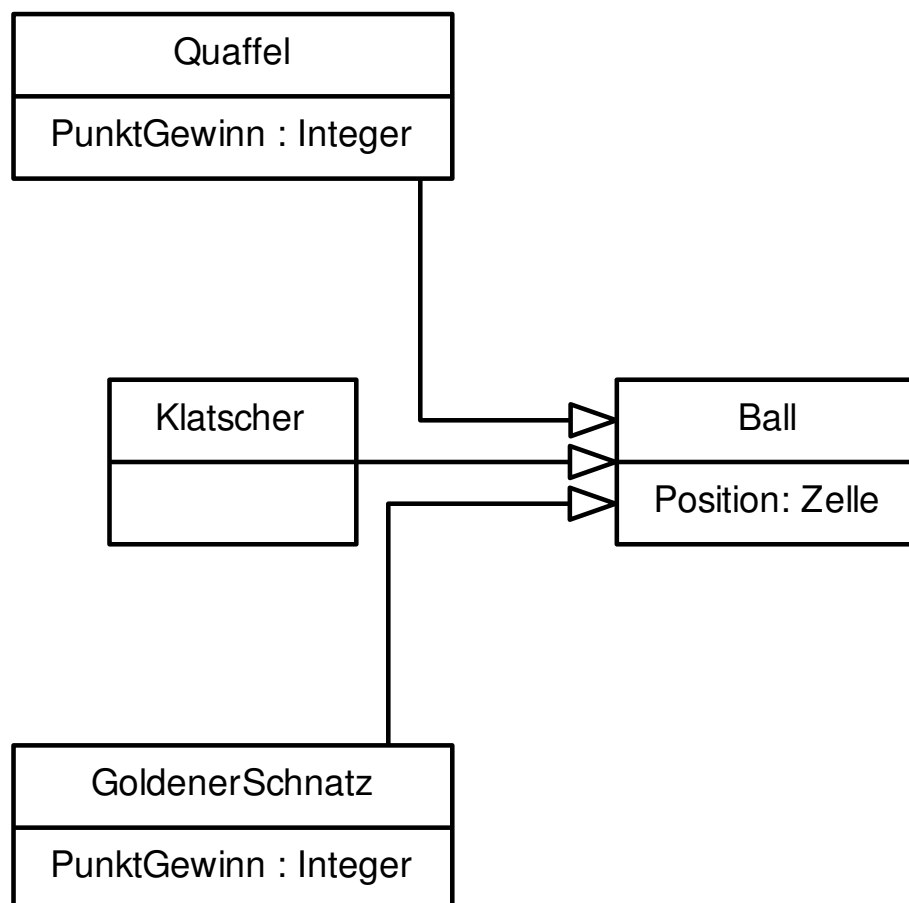 Quaffel
PunktGewinn : Integer
Klatscher
Ball
Position: Zelle
GoldenerSchnatz
PunktGewinn : Integer